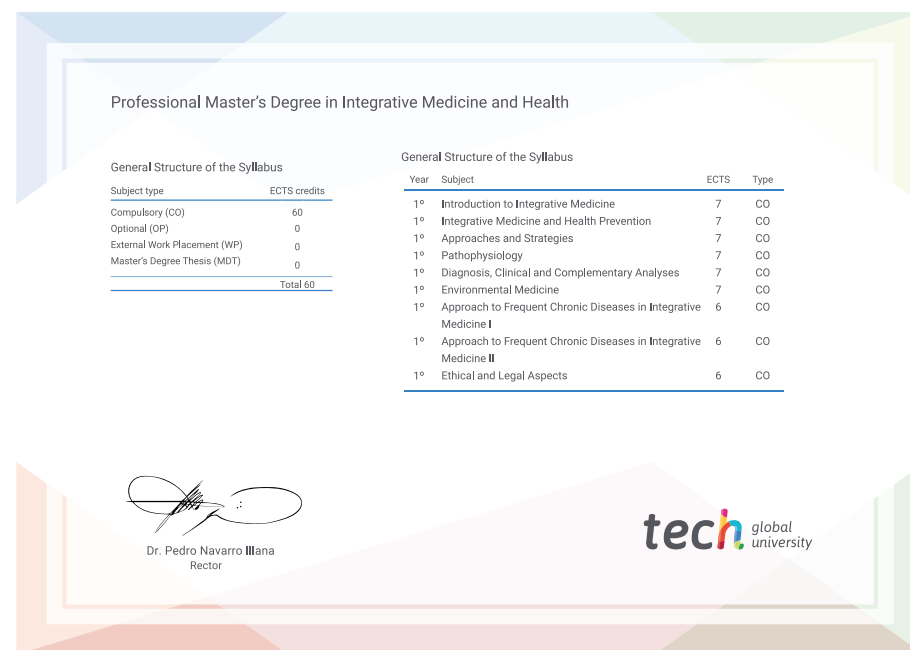 Professional Master's Degree in Integrative Medicine and Health
General Structure of the Syllabus
Subject type ECTS credits
Compulsory (CO) 60
Optional (OP) 0
External Work Placement (WP) 0
Master's Degree Thesis (MDT) 0
Total 60
General Structure of the Syllabus
Year Subject ECTS Type
1º Introduction to Integrative Medicine 7 CO
1º Integrative Medicine and Health Prevention 7 CO
1º Approaches and Strategies 7 CO
1º Pathophysiology 7 CO
1º Diagnosis, Clinical and Complementary Analyses 7 CO
1º Environmental Medicine 7 CO
1º Approach to Frequent Chronic Diseases in Integrative 6 CO
Medicine I
1º Approach to Frequent Chronic Diseases in Integrative 6 CO
Medicine II
1º Ethical and Legal Aspects 6 CO
Dr. Pedro Navarro Illana
Rector
tech global
university